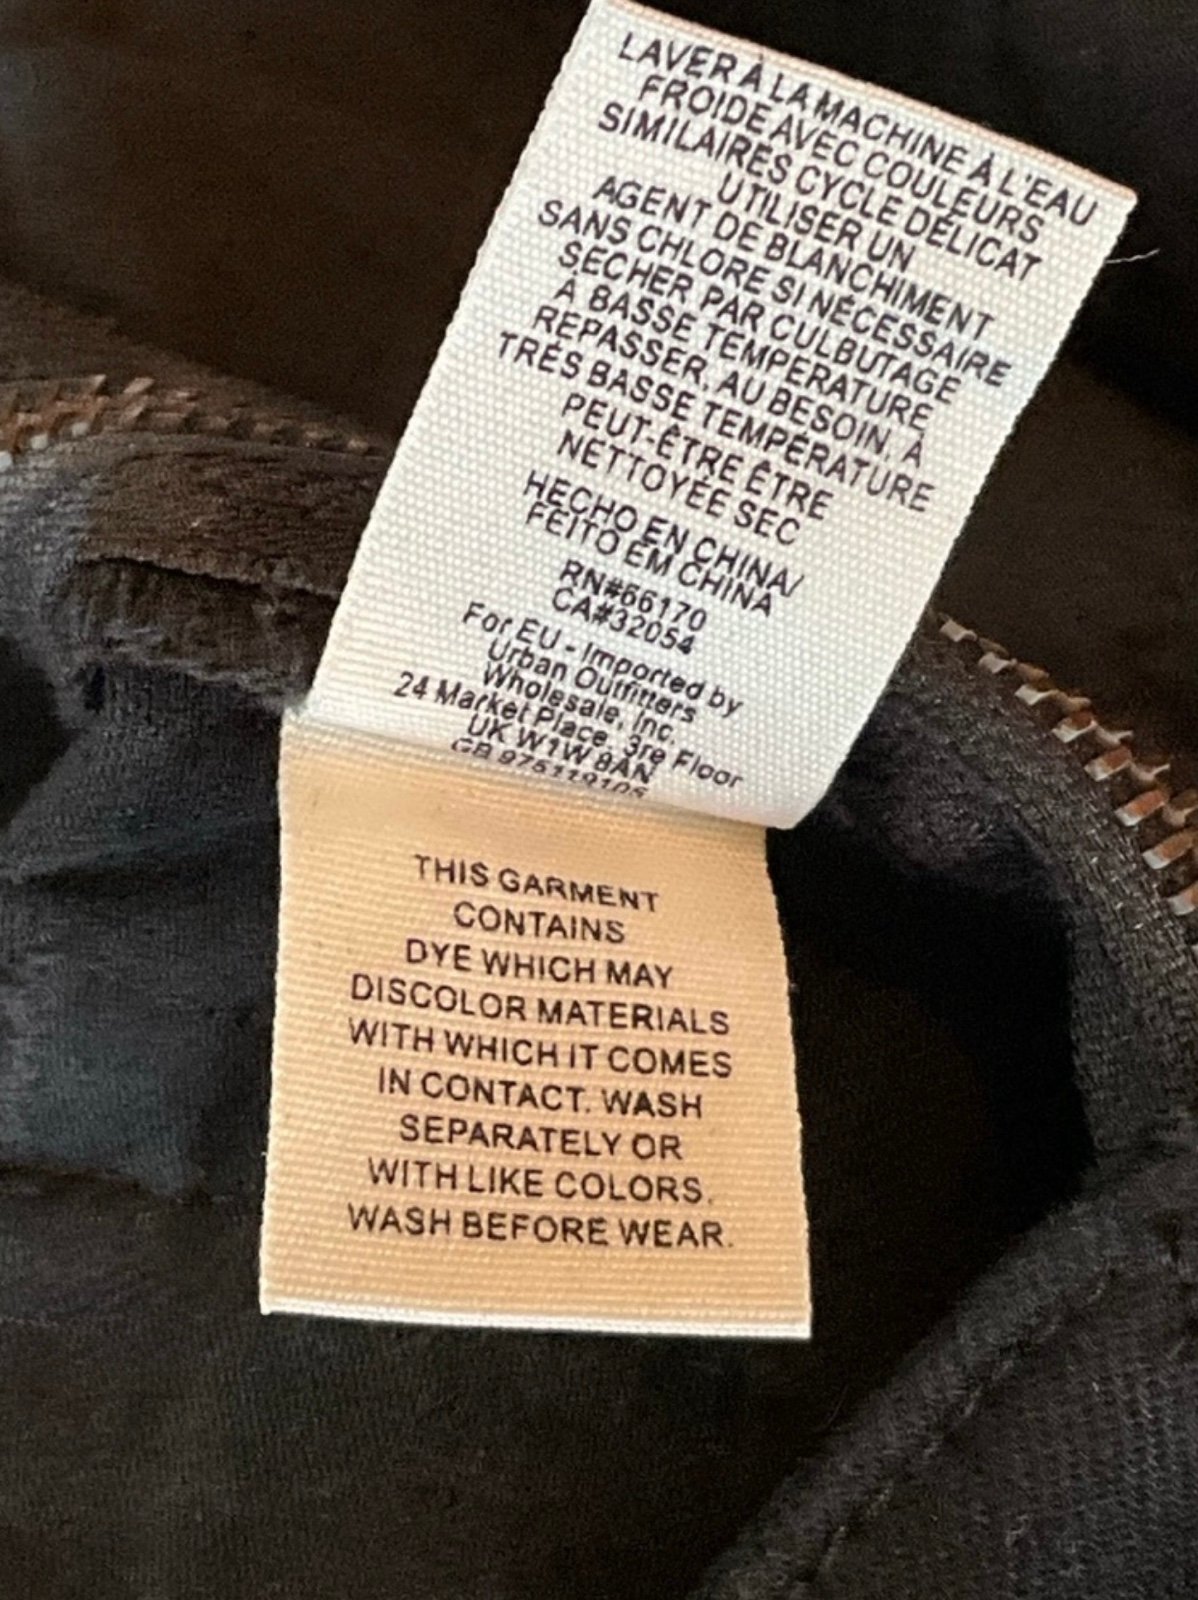 LAVER À LA MACHINE À L'EAU
FROIDE AVEC COULEURS
SIMILAIRES CYCLE DÉLICAT
UTILISER UN
AGENT DE BLANCHIMENT
SANS CHLORE SI NÉCESSAIRE
SÉCHER PAR CULBUTAGE
À BASSE TEMPÉRATURE
REPASSER, AU BESOIN, À
TRÈS BASSE TEMPÉRATURE
PEUT-ÊTRE ÊTRE
NETTOYÉE SEC
HECHO EN CHINA/
FEITO EM CHINA
RN#66170
CA#32054
For EU - Imported by
Urban Outfitters
Wholesale, Inc.
24 Market Place, 3re Floor
UK W1W 8AN
GB 975119105
THIS GARMENT
CONTAINS
DYE WHICH MAY
DISCOLOR MATERIALS
WITH WHICH IT COMES
IN CONTACT. WASH
SEPARATELY OR
WITH LIKE COLORS.
WASH BEFORE WEAR.